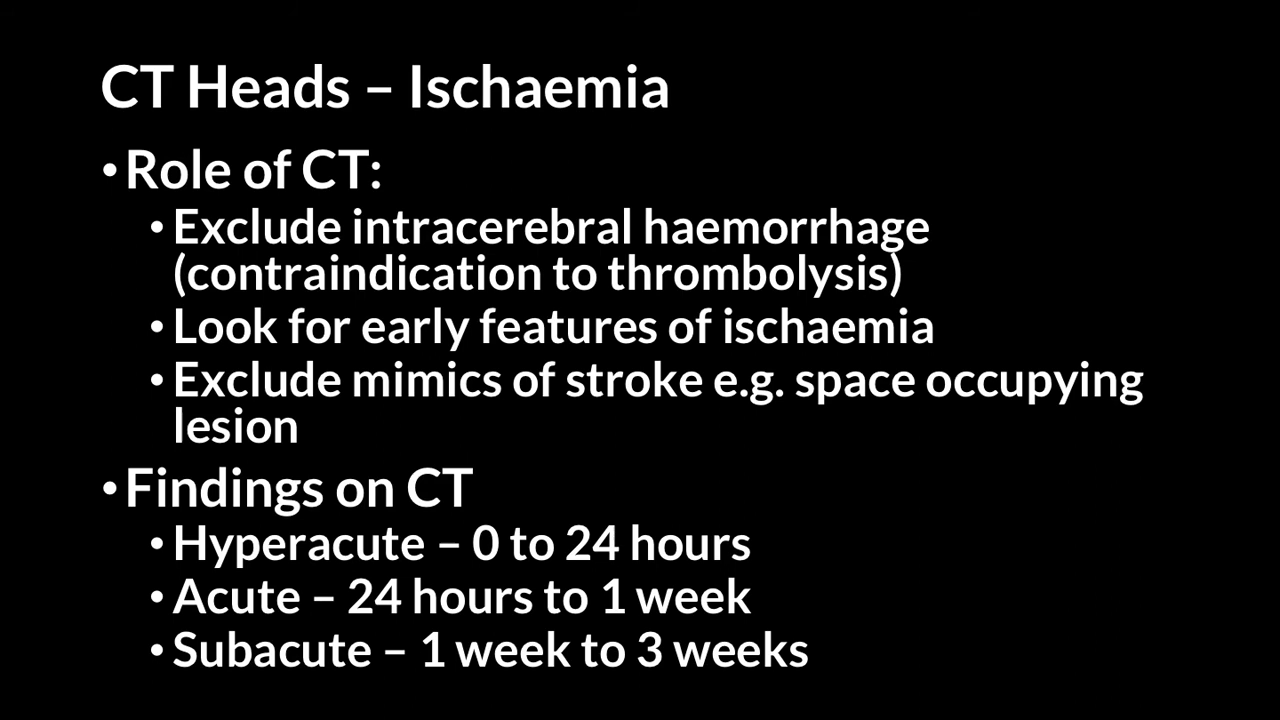 CT Heads – Ischaemia
• Role of CT:
• Exclude intracerebral haemorrhage
(contraindication to thrombolysis)
• Look for early features of ischaemia
• Exclude mimics of stroke e.g. space occupying
lesion
• Findings on CT
• Hyperacute – 0 to 24 hours
• Acute – 24 hours to 1 week
• Subacute – 1 week to 3 weeks